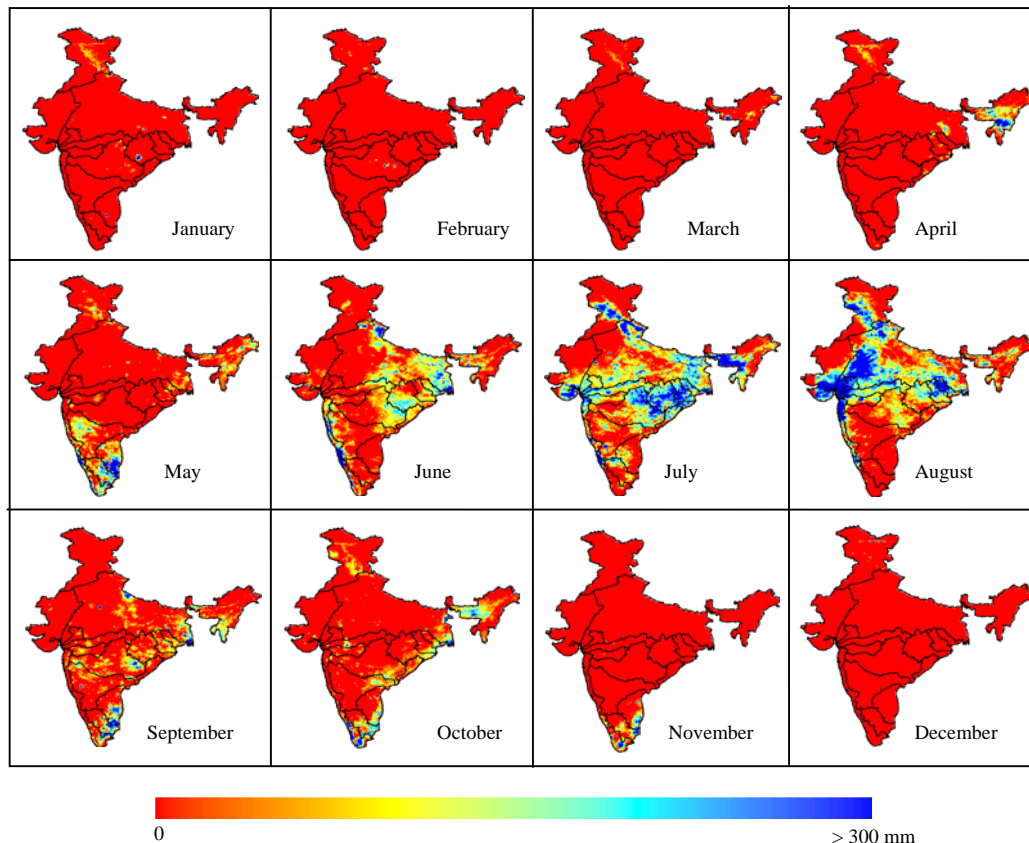 January
February
March
April
May
June
July
August
September
October
November
December
0
> 300 mm